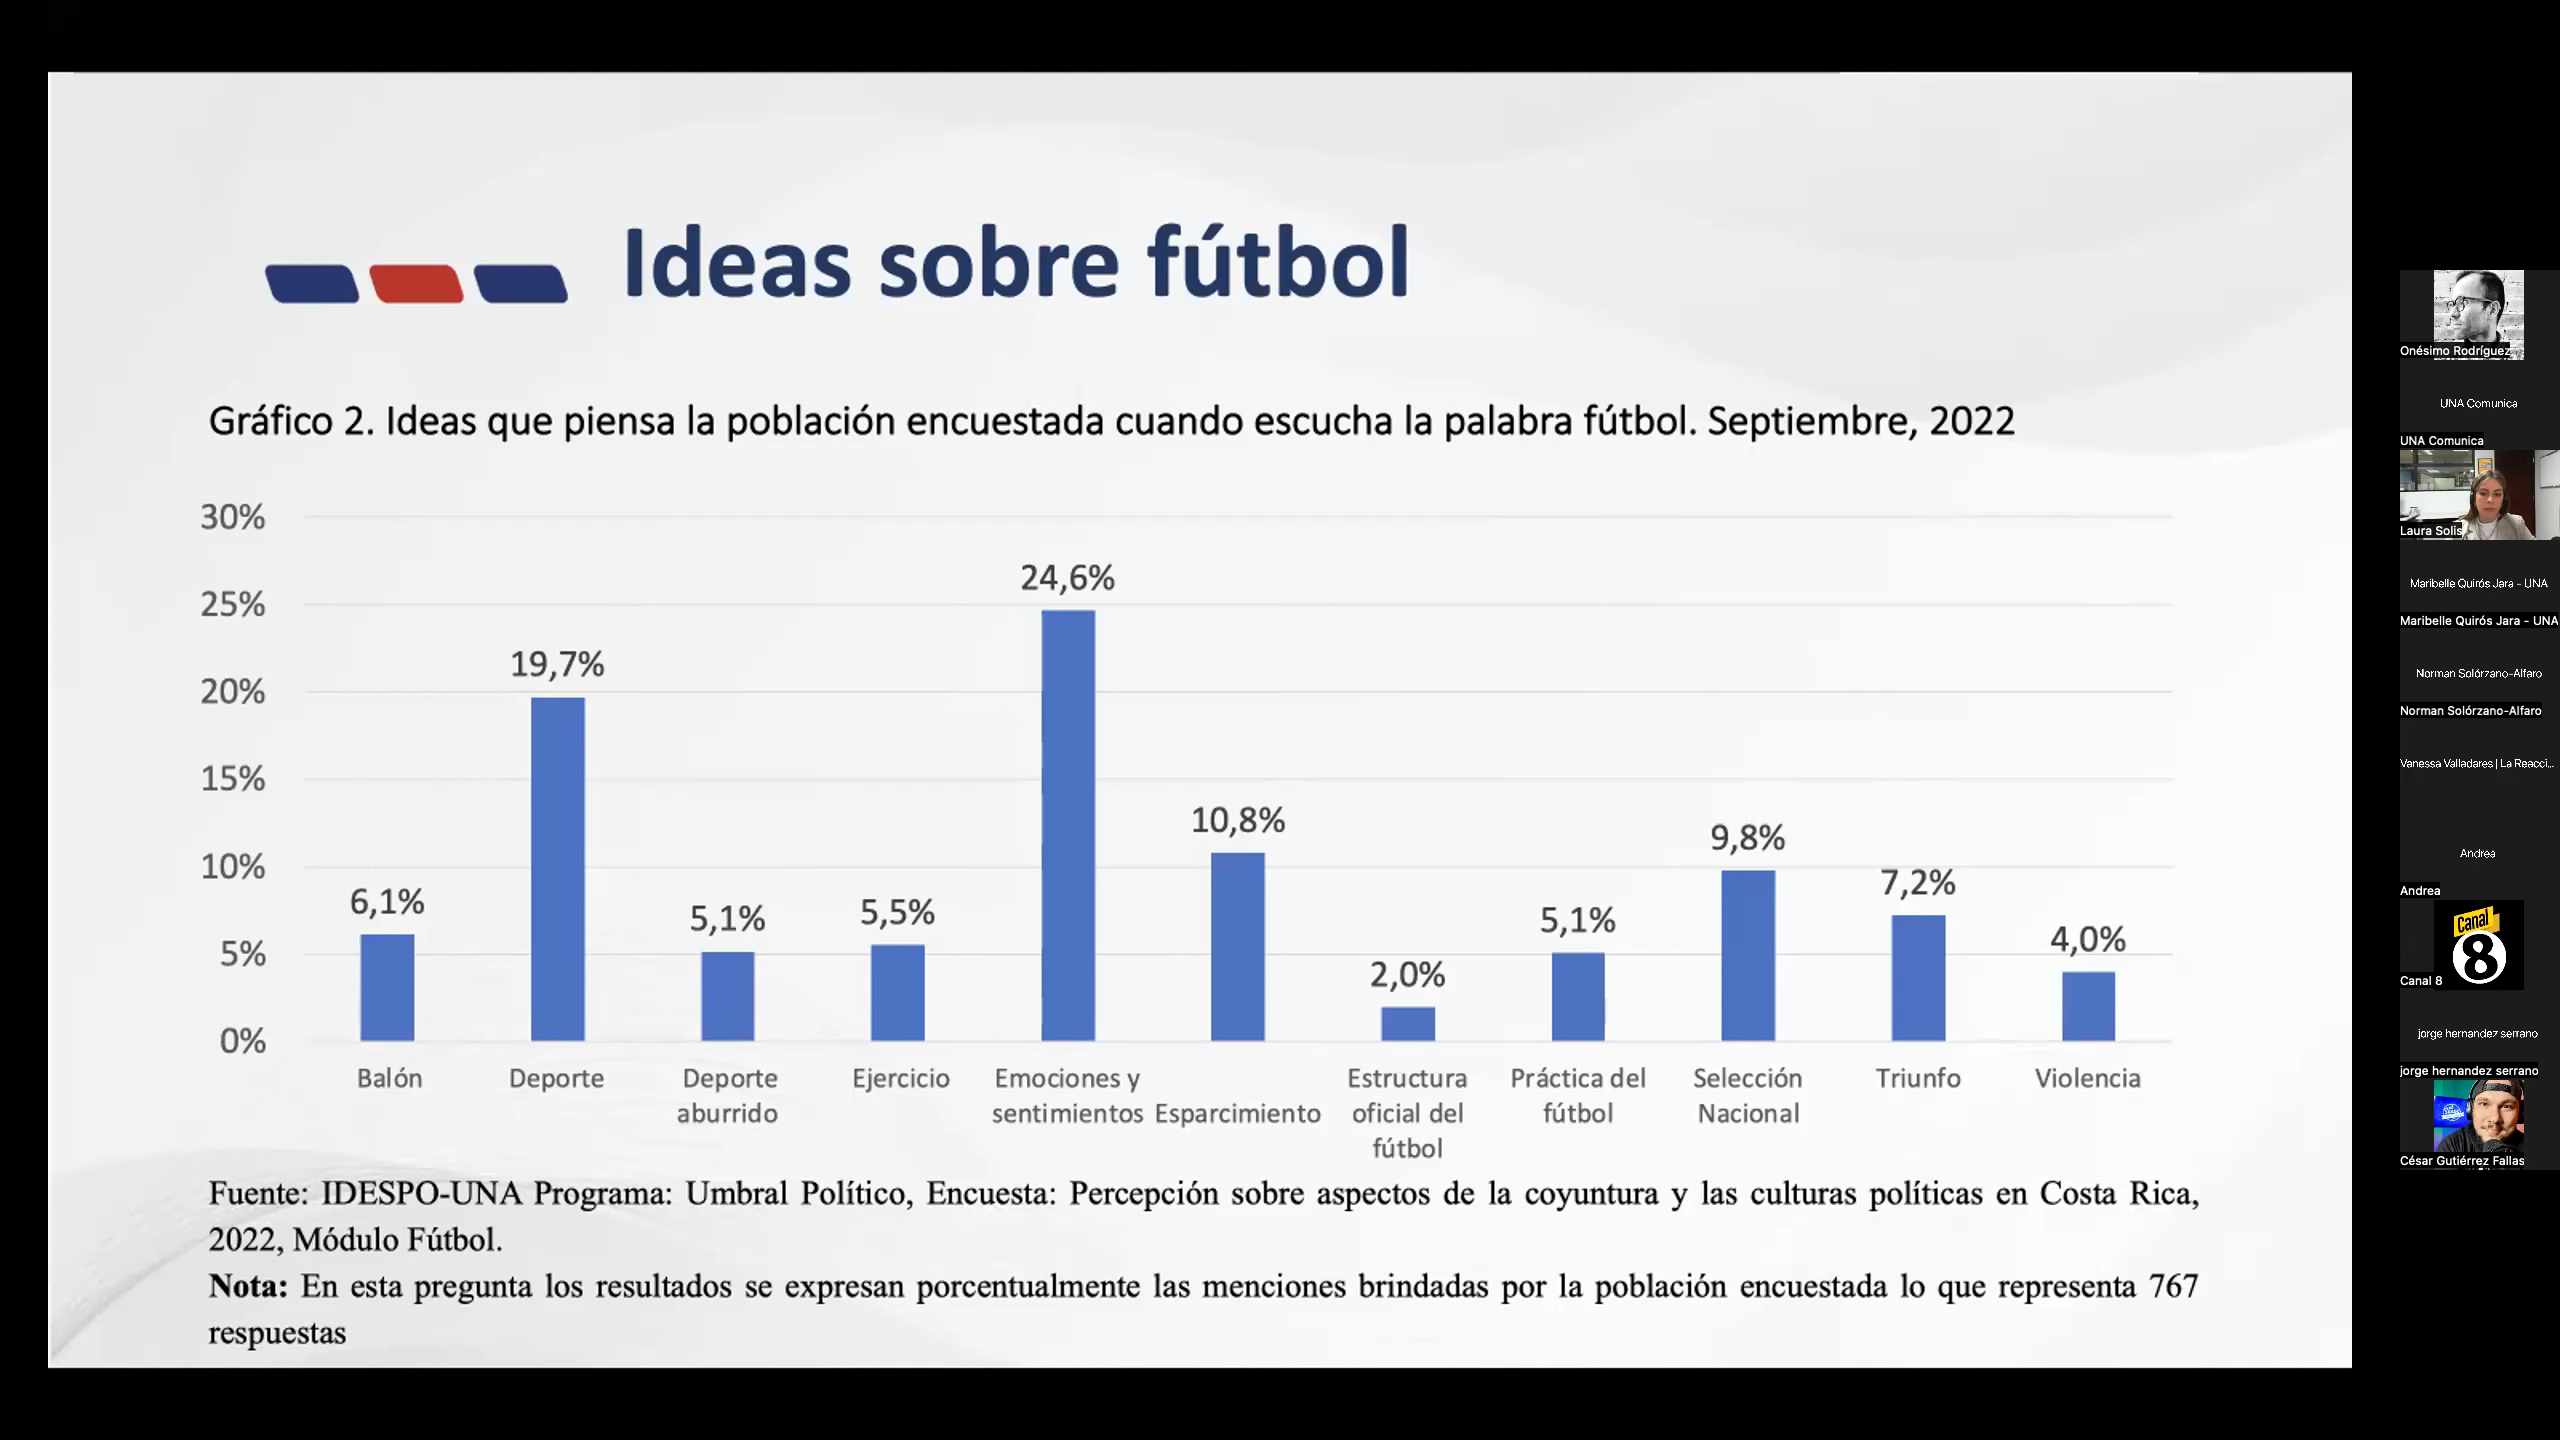 Ideas sobre fútbol
Gráfico 2. Ideas que piensa la población encuestada cuando escucha la palabra fútbol. Septiembre, 2022
30%
25%
20%
15%
10%
5%
0%
6,1%
19,7%
5,1%
5,5%
24,6%
10,8%
2,0%
5,1%
9,8%
7,2%
4,0%
Balón
Deporte
Deporte
aburrido
Ejercicio
Emociones y
sentimientos
Esparcimiento
Estructura
oficial del
fútbol
Práctica del
fútbol
Selección
Nacional
Triunfo
Violencia
Fuente: IDESPO-UNA Programa: Umbral Político, Encuesta: Percepción sobre aspectos de la coyuntura y las culturas políticas en Costa Rica,
2022, Módulo Fútbol.
Nota: En esta pregunta los resultados se expresan porcentualmente las menciones brindadas por la población encuestada lo que representa 767
respuestas
Onésimo Rodríguez
UNA Comunica
UNA Comunica
Laura Solis
Maribelle Quirós Jara - UNA
Maribelle Quirós Jara - UNA
Norman Solórzano-Alfaro
Norman Solórzano-Alfaro
Vanessa Valladares | La Reacci...
Andrea
Andrea
Canal
8
Canal 8
jorge hernandez serrano
jorge hernandez serrano
César Gutiérrez Fallas